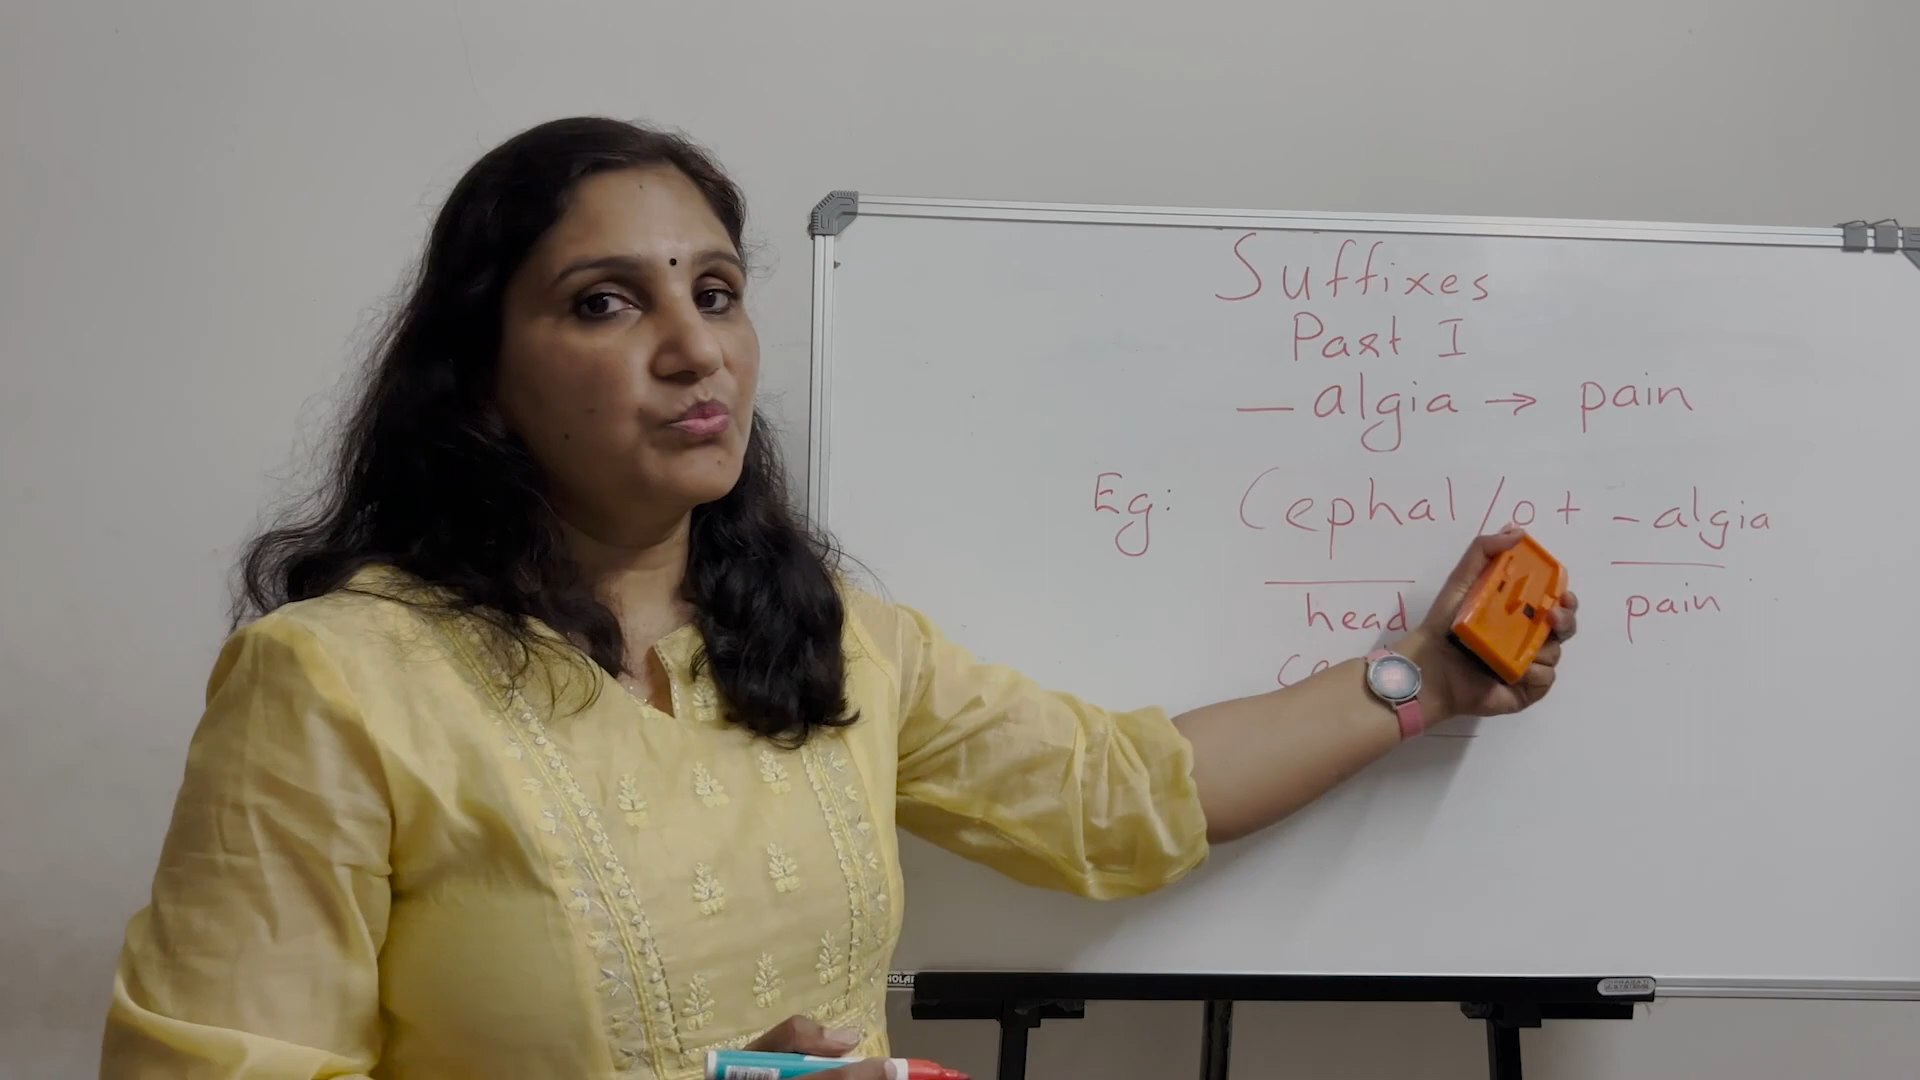 Suffixes
Part I
— algia → pain
Eg: Cephal/o + - algia
head pain